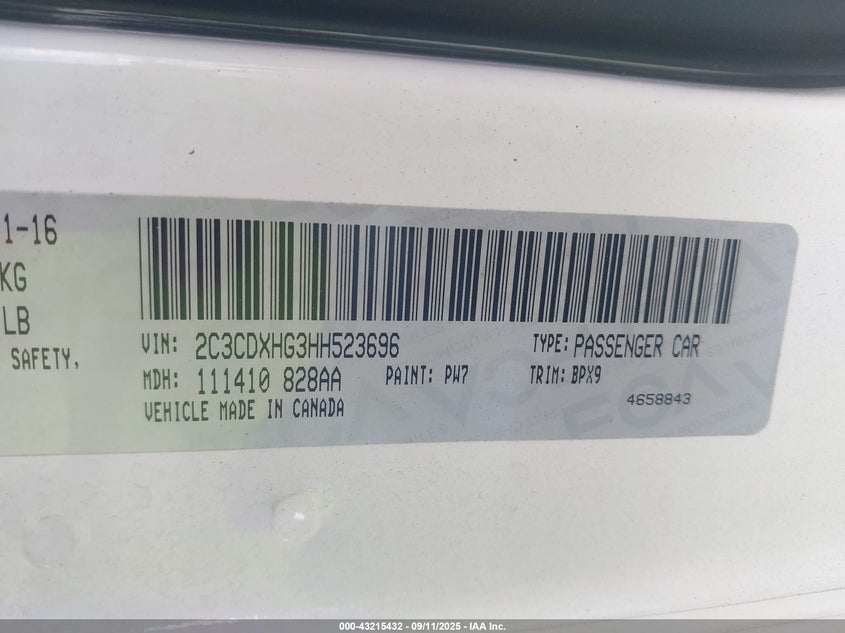 1-16
KG
LB
SAFETY,
VIN: 2C3CDXHG3HH523696 TYPE: PASSENGER CAR
MDH: 111410 828AA PAINT: PW7 TRIM: BPX9
VEHICLE MADE IN CANADA 4658843
000-43215432 - 09/11/2025 - IAA Inc.